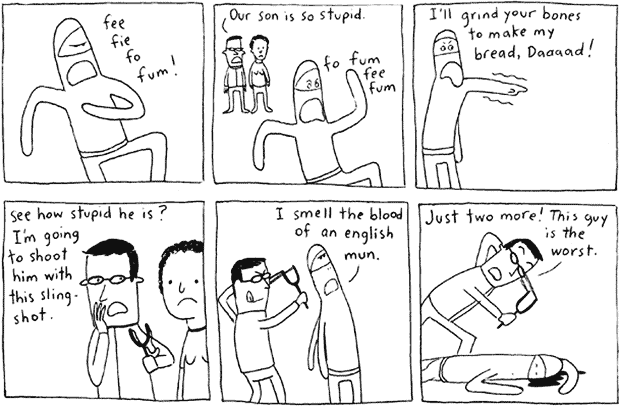 fee
fie
fo
fum!
Our son is so stupid.
fo fum
fee
fum
I'll grind your bones
to make my
bread, Daaaad!
see how stupid he is?
I'm going
to shoot
him with
this sling-
shot.
I smell the blood
of an english
mun.
Just two more! This guy
is the
worst.